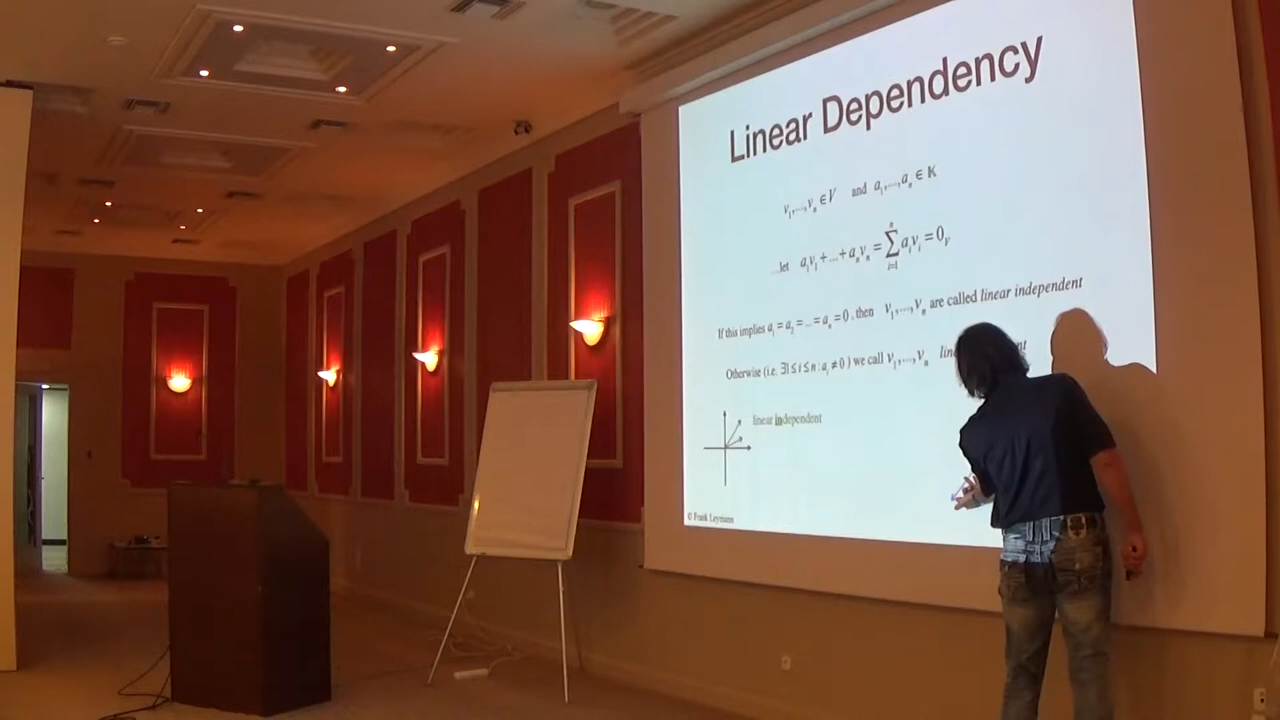 Linear Dependency
v₁,...,vₙ ∈ V and a₁,...,aₙ ∈ 𝕂
...let a₁v₁ + ... + aₙvₙ = ∑ⁿᵢ₌₁ aᵢvᵢ = 0ᵥ
If this implies a₁ = a₂ = ... = aₙ = 0 , then v₁,...,vₙ are called linear independent
Otherwise (i.e. ∃1 ≤ i ≤ n : aᵢ ≠ 0 ) we call v₁,...,vₙ
linear independent
© Frank Leymann